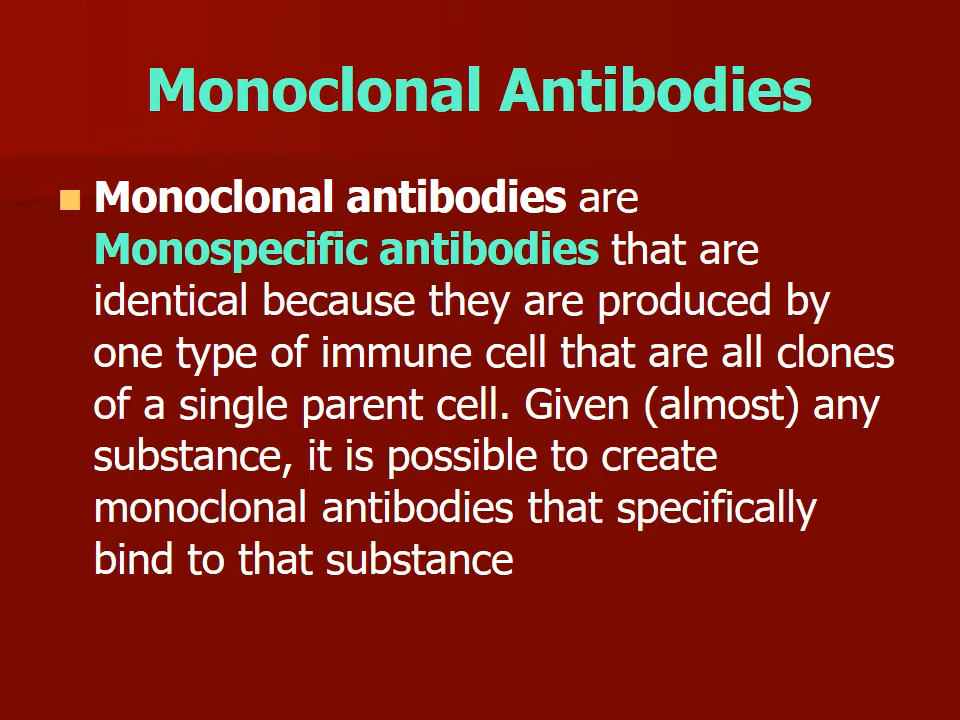 Monoclonal Antibodies
Monoclonal antibodies are
Monospecific antibodies that are
identical because they are produced by
one type of immune cell that are all clones
of a single parent cell. Given (almost) any
substance, it is possible to create
monoclonal antibodies that specifically
bind to that substance